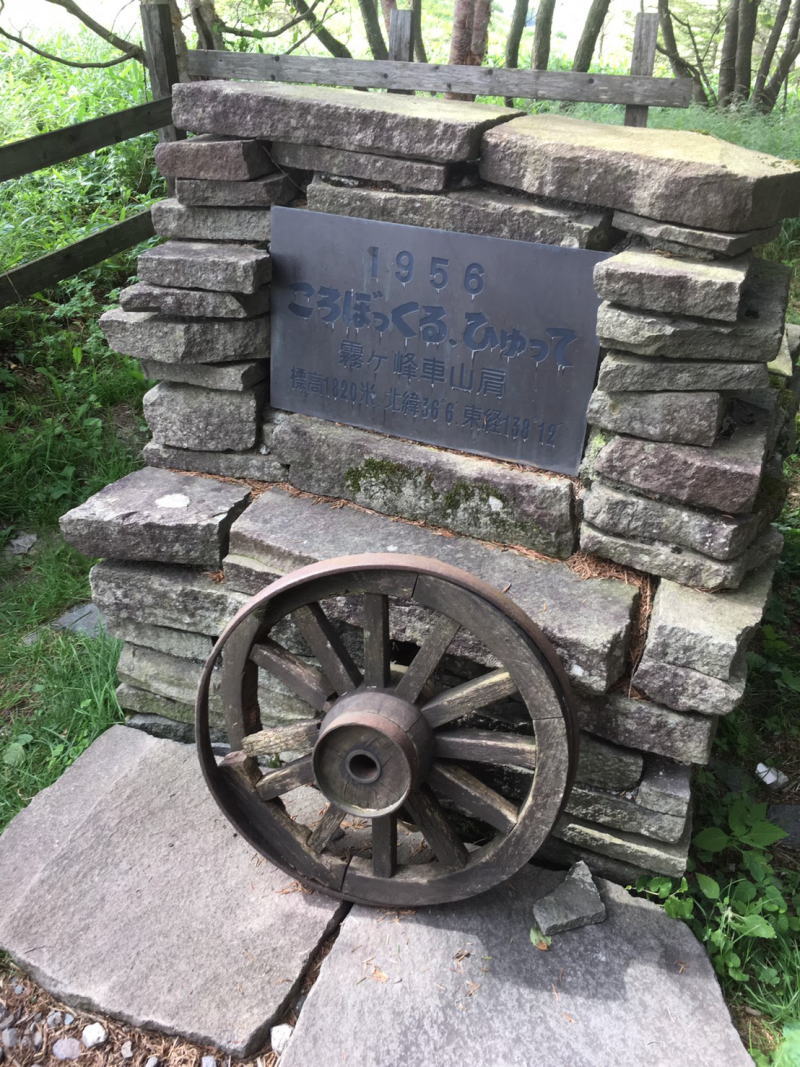 1956
ころぼっくる.ひゅって
霧ヶ峰車山肩
標高1820米 北緯36°6′.東経138°12′